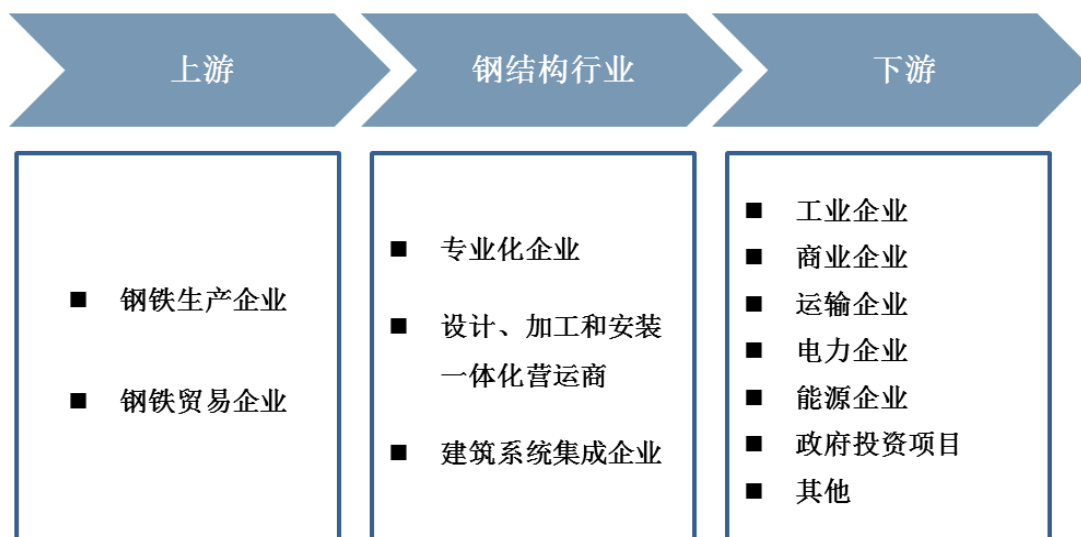 上游
钢结构行业
下游
■ 钢铁生产企业
■ 钢铁贸易企业
■ 专业化企业
■ 设计、加工和安装
一体化营运商
■ 建筑系统集成企业
■ 工业企业
■ 商业企业
■ 运输企业
■ 电力企业
■ 能源企业
■ 政府投资项目
■ 其他